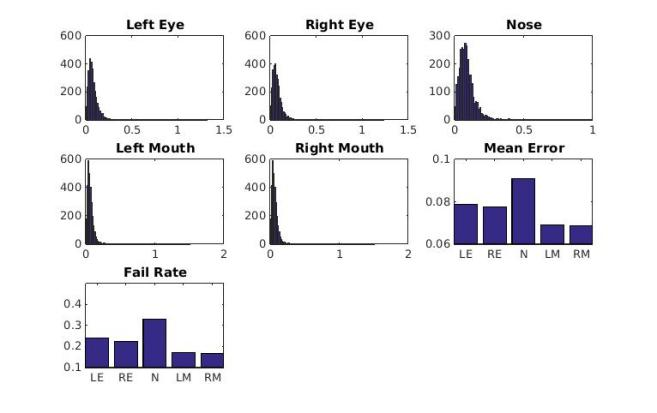 Left Eye
600
400
200
0
0 0.5 1 1.5
Right Eye
600
400
200
0
0 0.5 1 1.5
Nose
300
200
100
0
0 0.5 1
Left Mouth
600
400
200
0
0 1 2
Right Mouth
600
400
200
0
0 1 2
Mean Error
0.1
0.08
0.06
LE RE N LM RM
Fail Rate
0.4
0.3
0.2
0.1
LE RE N LM RM